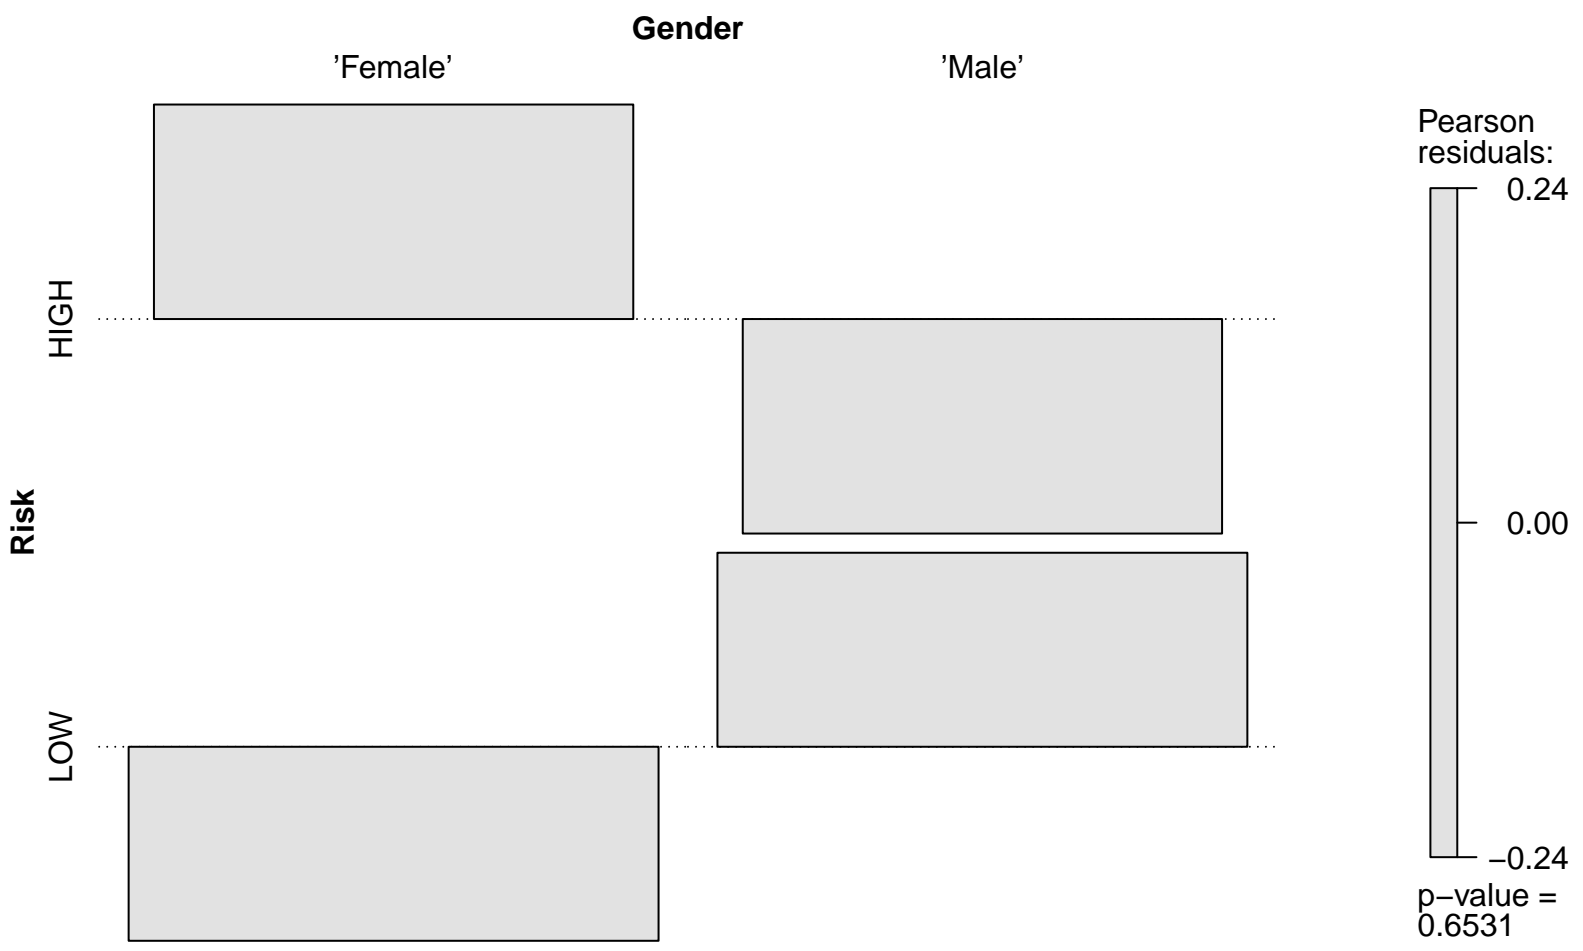 Gender
’Female’ ’Male’
Pearson
residuals:
0.24
HIGH
Risk
0.00
LOW
−0.24
p−value =
0.6531